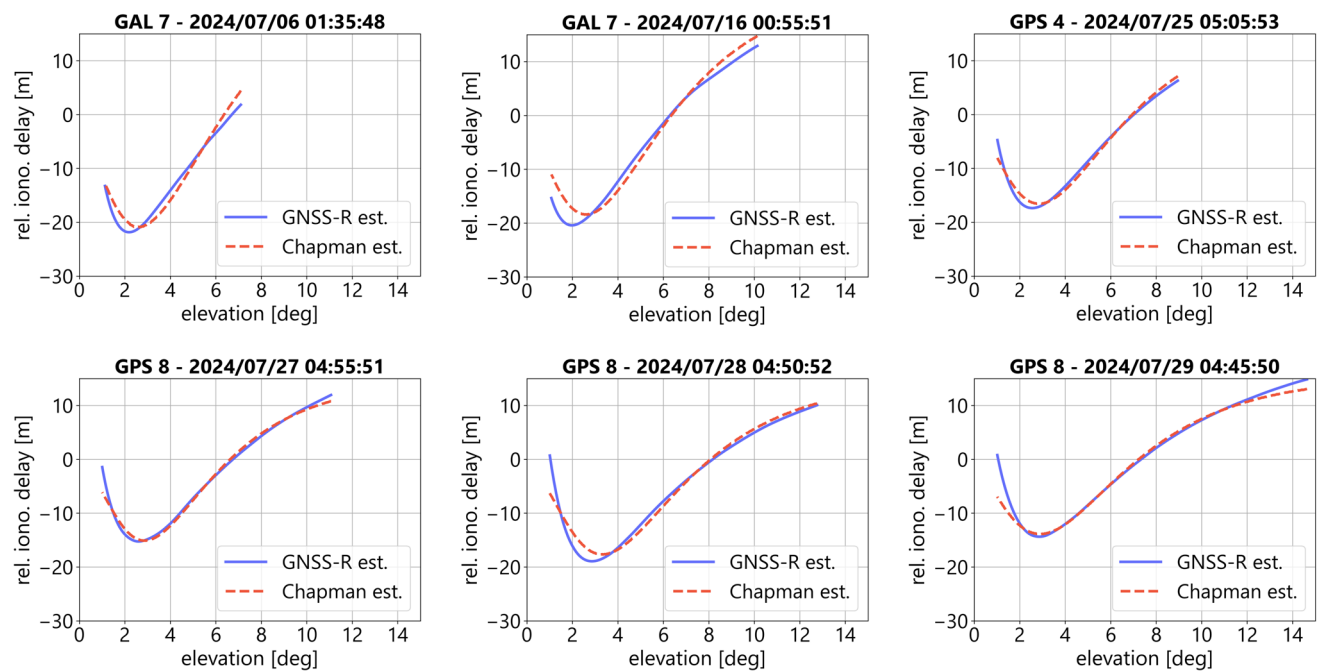 GAL 7 - 2024/07/06 01:35:48
rel. iono. delay [m]
10
0
−10
−20
−30
GNSS-R est.
Chapman est.
0 2 4 6 8 10 12 14
elevation [deg]
GAL 7 - 2024/07/16 00:55:51
rel. iono. delay [m]
10
0
−10
−20
−30
GNSS-R est.
Chapman est.
0 2 4 6 8 10 12 14
elevation [deg]
GPS 4 - 2024/07/25 05:05:53
rel. iono. delay [m]
10
0
−10
−20
−30
GNSS-R est.
Chapman est.
0 2 4 6 8 10 12 14
elevation [deg]
GPS 8 - 2024/07/27 04:55:51
rel. iono. delay [m]
10
0
−10
−20
−30
GNSS-R est.
Chapman est.
0 2 4 6 8 10 12 14
elevation [deg]
GPS 8 - 2024/07/28 04:50:52
rel. iono. delay [m]
10
0
−10
−20
−30
GNSS-R est.
Chapman est.
0 2 4 6 8 10 12 14
elevation [deg]
GPS 8 - 2024/07/29 04:45:50
rel. iono. delay [m]
10
0
−10
−20
−30
GNSS-R est.
Chapman est.
0 2 4 6 8 10 12 14
elevation [deg]